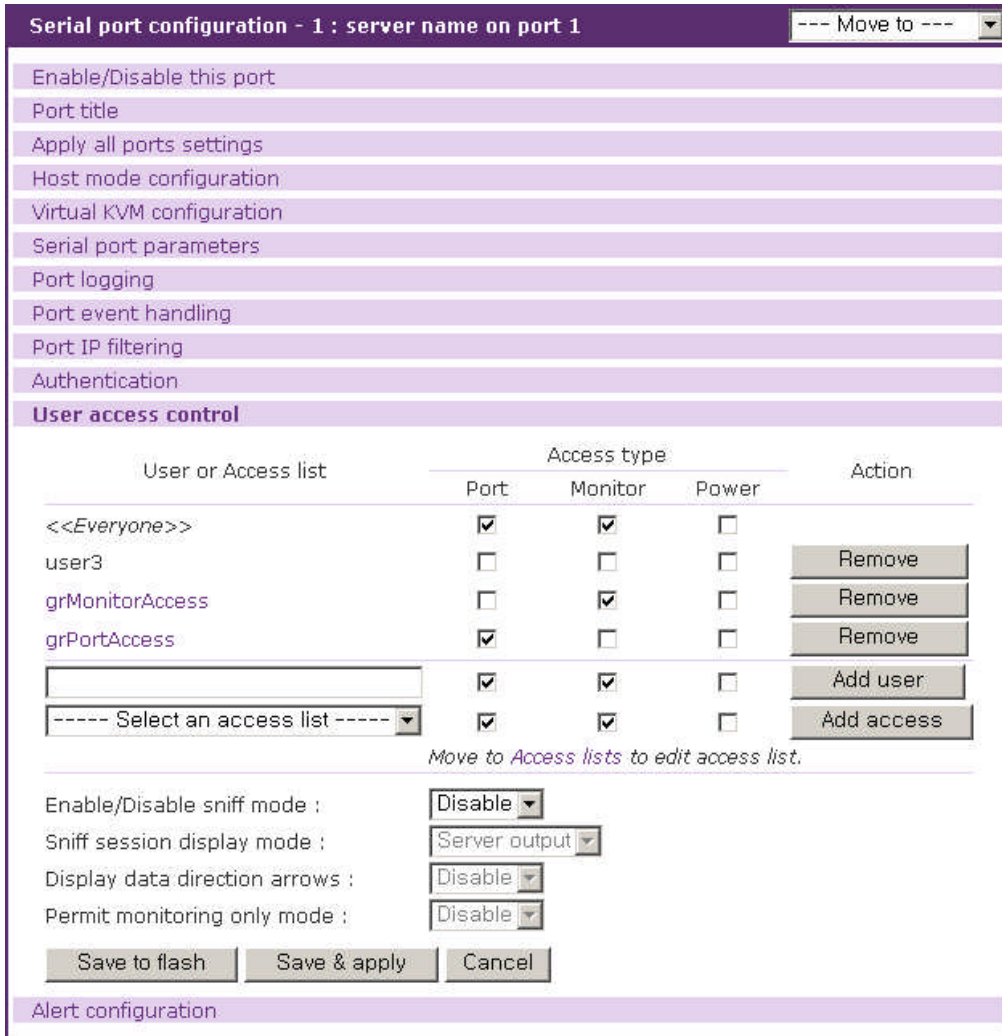 Serial port configuration - 1 : server name on port 1 --- Move to ---
Enable/Disable this port
Port title
Apply all ports settings
Host mode configuration
Virtual KVM configuration
Serial port parameters
Port logging
Port event handling
Port IP filtering
Authentication
User access control
User or Access list Access type Action
Port Monitor Power
<<Everyone>>
user3 Remove
grMonitorAccess Remove
grPortAccess Remove
Add user
----- Select an access list ----- Add access
Move to Access lists to edit access list.
Enable/Disable sniff mode : Disable
Sniff session display mode : Server output
Display data direction arrows : Disable
Permit monitoring only mode : Disable
Save to flash Save & apply Cancel
Alert configuration